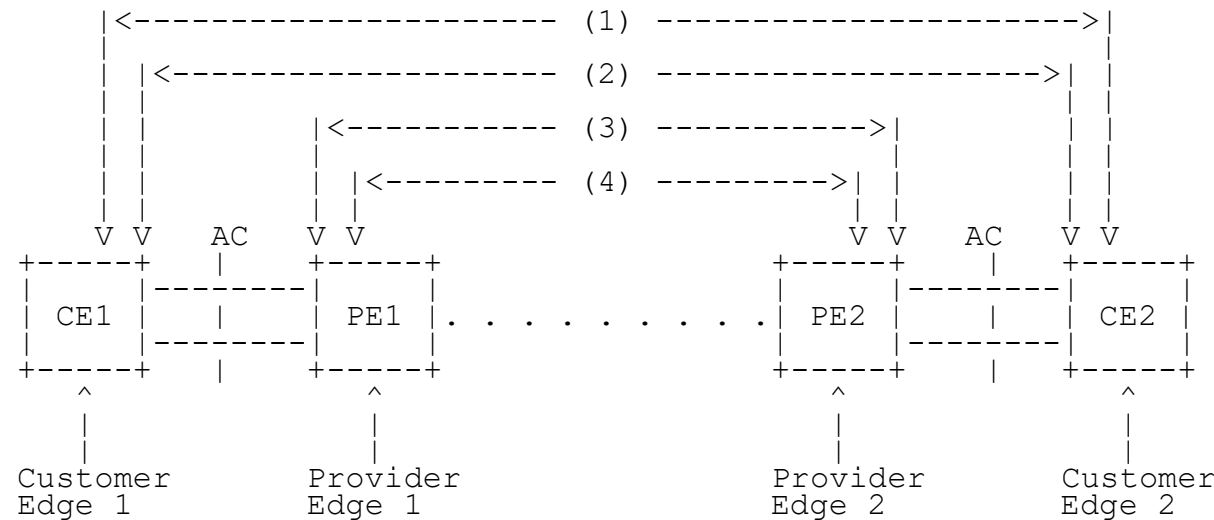 |<---------------------- (1) ---------------------->|
|                                                   |
| |<-------------------- (2) -------------------->| |
| |                                               | |
| |        |<----------- (3) ----------->|        | |
| |        |                             |        | |
| |        | |<--------- (4) --------->| |        | |
| |        | |                         | |        | |
V V   AC   V V                         V V   AC   V V
+-----+   |    +-----+                 +-----+    |   +-----+
|     |--------|     |                 |     |--------|     |
| CE1 |   |    | PE1 |. . . . . . . . .| PE2 |    |   | CE2 |
|     |--------|     |                 |     |--------|     |
+-----+   |    +-----+                 +-----+    |   +-----+
^              ^                       ^              ^
|              |                       |              |
|              |                       |              |
Customer       Provider                Provider       Customer
Edge 1         Edge 1                  Edge 2         Edge 2